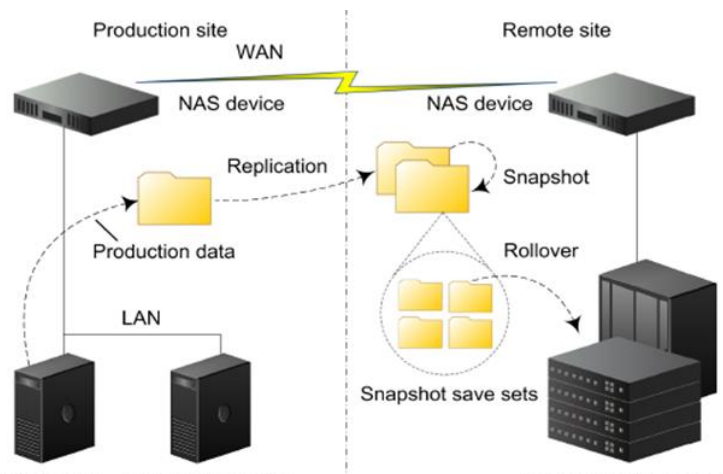 Production site
Remote site
WAN
NAS device
NAS device
Replication
Snapshot
Production data
Rollover
LAN
Snapshot save sets